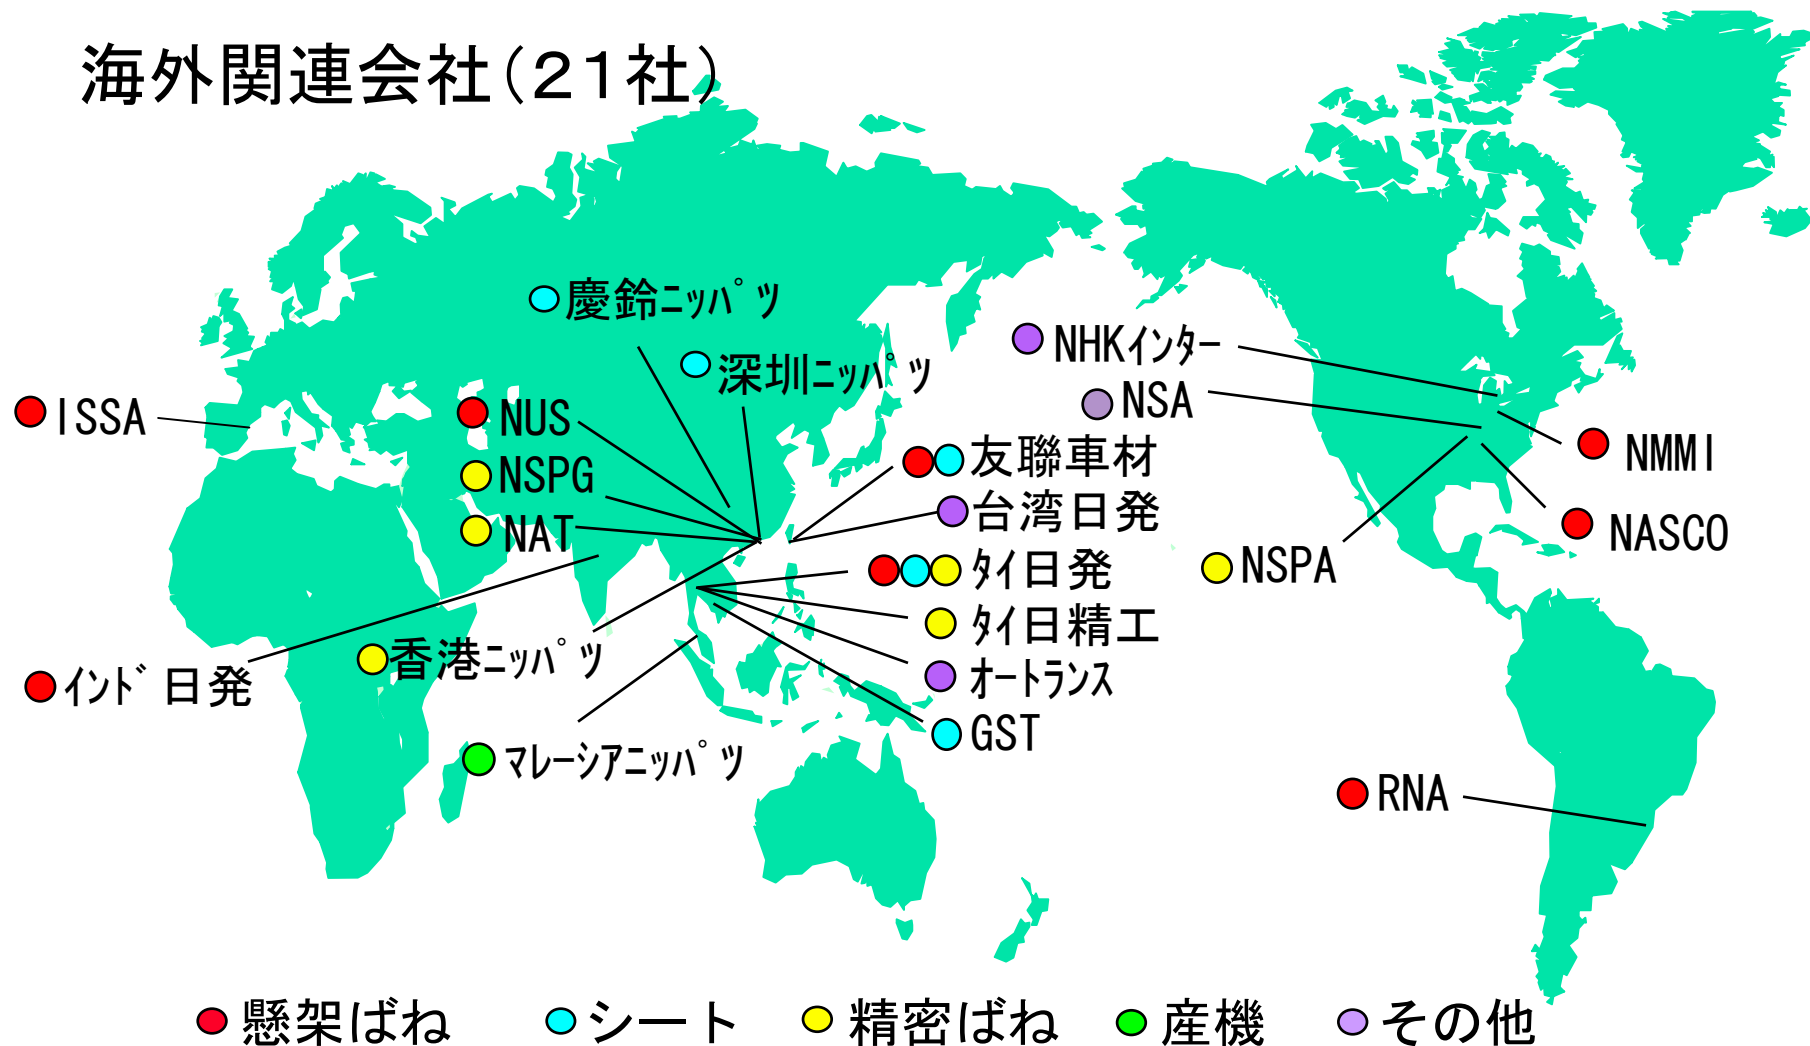 海外関連会社(21社)
慶鈴ﾆｯﾊﾟﾂ
深圳ﾆｯﾊﾟﾂ
NHKｲﾝﾀｰ
NSA
ISSA
NUS
NSPG
NAT
友聯車材
台湾日発
ﾀｲ日発
ﾀｲ日精工
ｵｰﾄﾗﾝｽ
GST
NMMI
NASCO
NSPA
香港ﾆｯﾊﾟﾂ
ｲﾝﾄﾞ日発
ﾏﾚｰｼｱﾆｯﾊﾟﾂ
RNA
懸架ばね シート 精密ばね 産機 その他